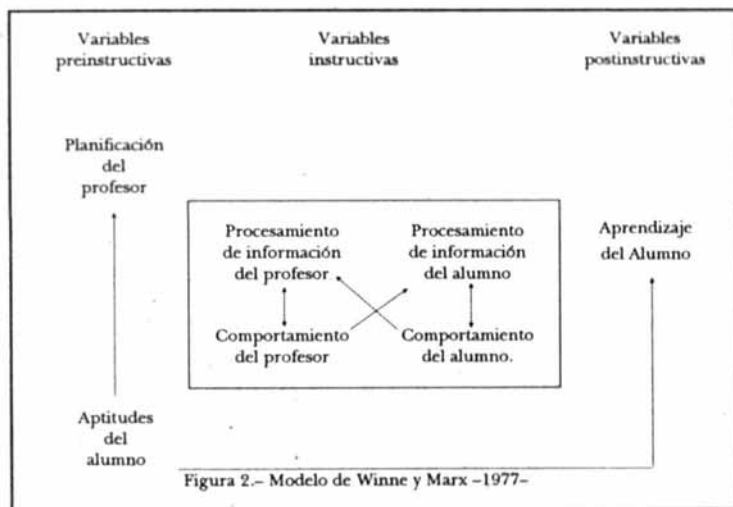 Variables
preinstructivas
Variables
instructivas
Variables
postinstructivas
Planificación
del
profesor
Procesamiento
de información
del profesor
Procesamiento
de información
del alumno
Aprendizaje
del Alumno
Comportamiento
del profesor
Comportamiento
del alumno.
Aptitudes
del
alumno
Figura 2.– Modelo de Winne y Marx –1977–